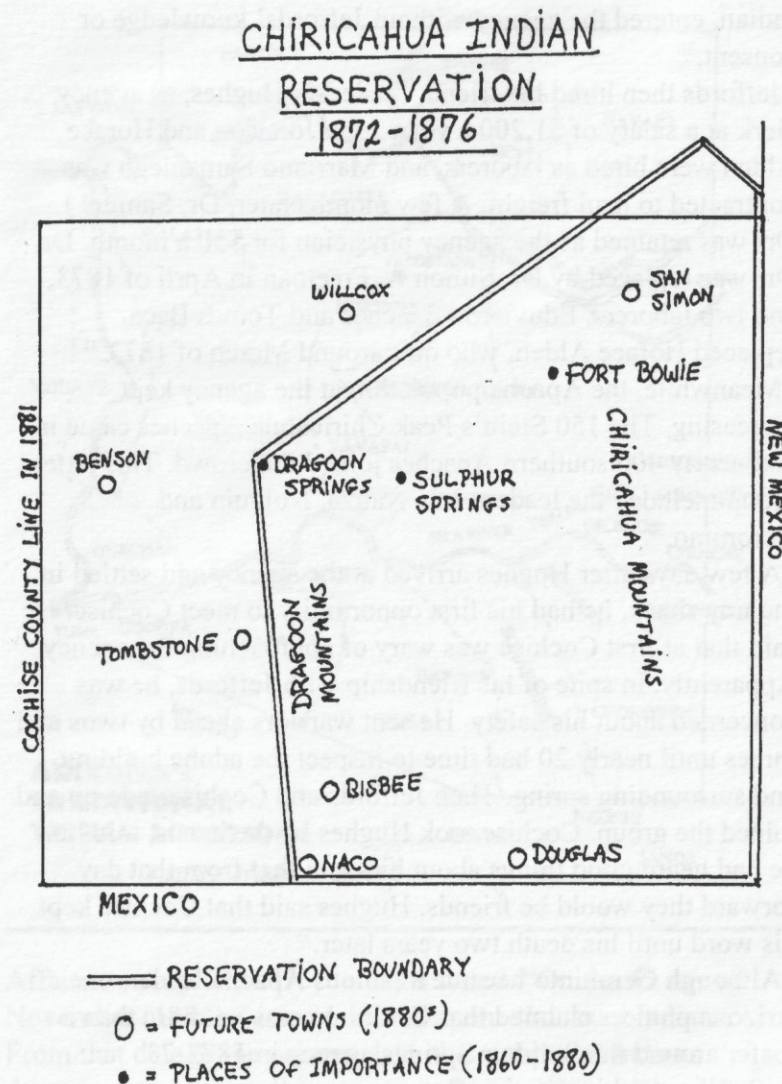 CHIRICAHUA INDIAN
RESERVATION
1872 - 1876
WILLCOX
SAN
SIMON
FORT BOWIE
BENSON
DRAGOON
SPRINGS
SULPHUR
SPRINGS
CHIRICAHUA MOUNTAINS
NEW MEXICO
COCHISE COUNTY LINE IN 1881
TOMBSTONE
DRAGOON
MOUNTAINS
BISBEE
NACO
DOUGLAS
MEXICO
= RESERVATION BOUNDARY
= FUTURE TOWNS (1880s)
= PLACES OF IMPORTANCE (1860-1880)